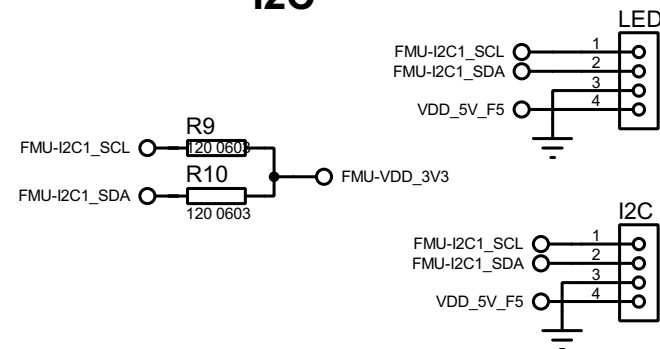 I2C
R9
FMU-I2C1_SCL
120 0603
R10
FMU-I2C1_SDA
120 0603
FMU-VDD_3V3
LED
FMU-I2C1_SCL 1
FMU-I2C1_SDA 2
3
VDD_5V_F5 4
I2C
FMU-I2C1_SCL 1
FMU-I2C1_SDA 2
3
VDD_5V_F5 4